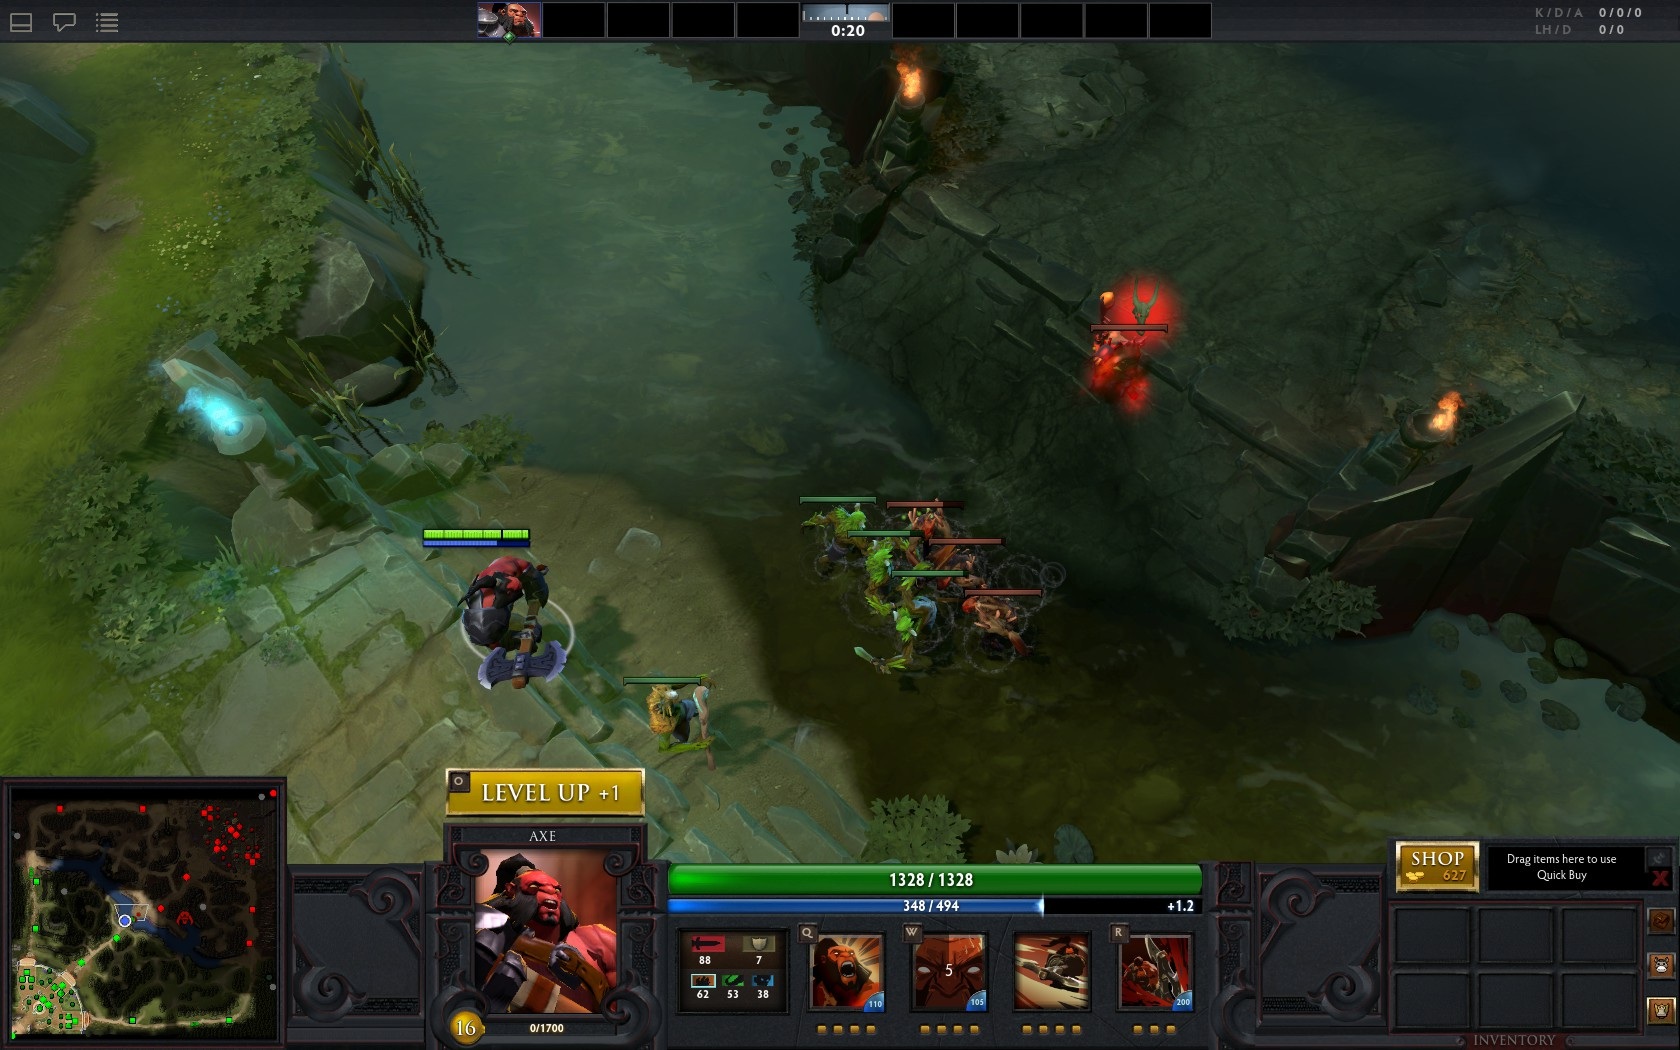 K/D/A 0/0/0
LH/D 0/0
0:20
O
LEVEL UP +1
AXE
16
0/1700
1328 / 1328
348 / 494
+1.2
88
7
62
53
38
Q
110
W
5
105
R
200
SHOP
627
Drag items here to use
Quick Buy
INVENTORY